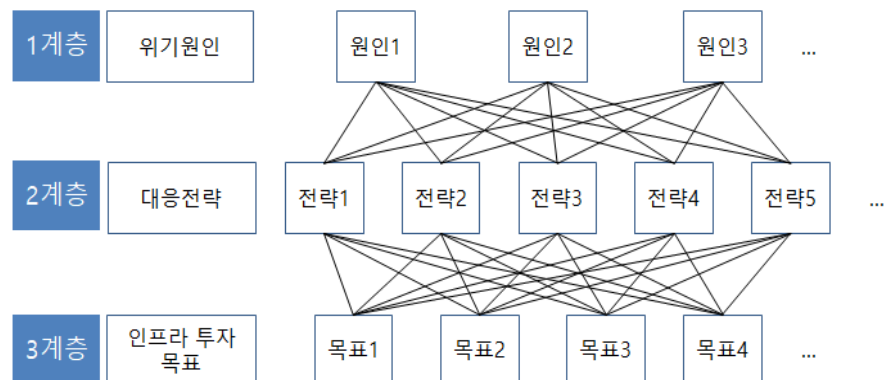 1계층 위기원인 원인1 원인2 원인3 ...
2계층 대응전략 전략1 전략2 전략3 전략4 전략5 ...
3계층 인프라 투자 목표 목표1 목표2 목표3 목표4 ...